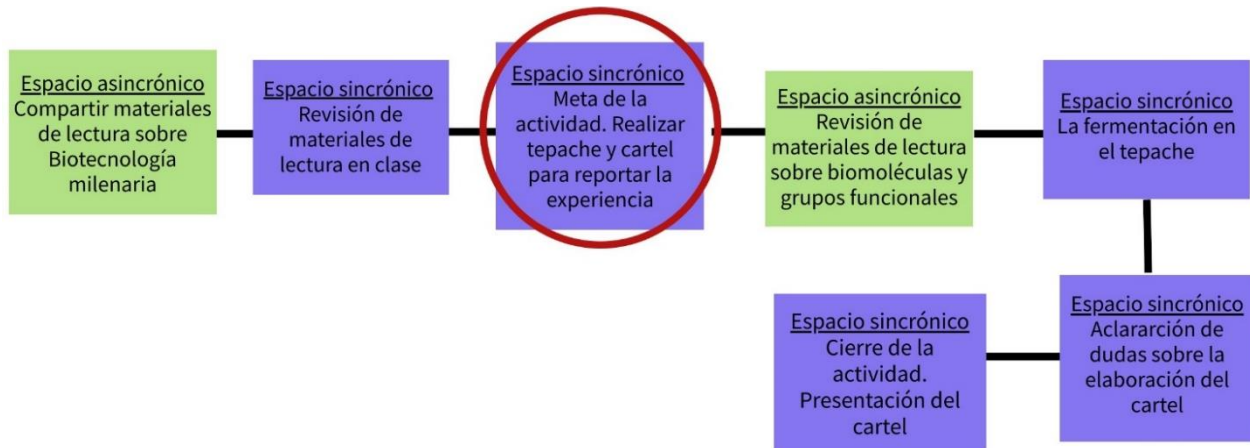 Espacio asincrónico
Compartir materiales
de lectura sobre
Biotecnología
milenaria
Espacio sincrónico
Revisión de
materiales de
lectura en clase
Espacio sincrónico
Meta de la
actividad. Realizar
tepache y cartel
para reportar la
experiencia
Espacio asincrónico
Revisión de
materiales de lectura
sobre biomoléculas y
grupos funcionales
Espacio sincrónico
La fermentación en
el tepache
Espacio sincrónico
Aclararción de
dudas sobre la
elaboración del
cartel
Espacio sincrónico
Cierre de la
actividad.
Presentación del
cartel